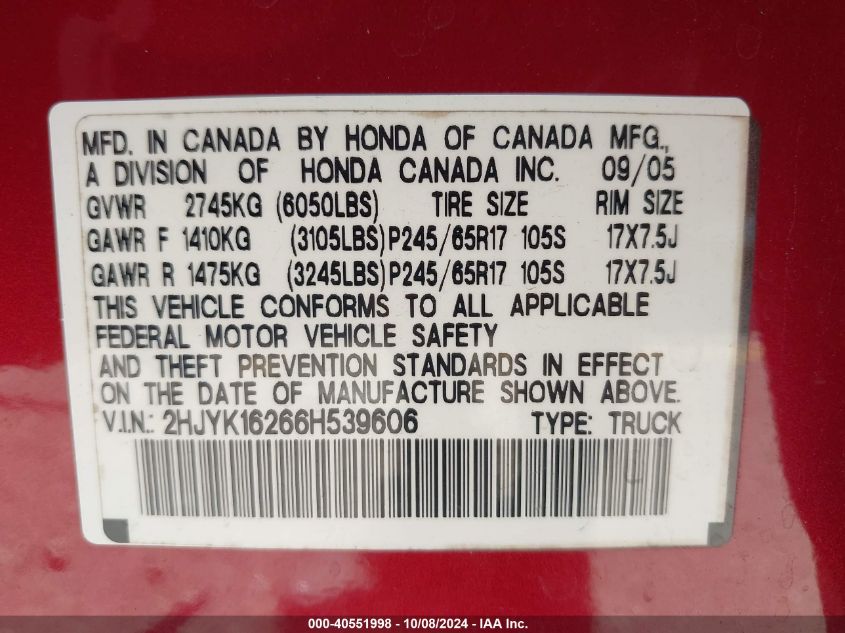 MFD. IN CANADA BY HONDA OF CANADA MFG.,
A DIVISION OF HONDA CANADA INC. 09/05
GVWR 2745KG (6050LBS) TIRE SIZE RIM SIZE
GAWR F 1410KG (3105LBS) P245/65R17 105S 17X7.5J
GAWR R 1475KG (3245LBS) P245/65R17 105S 17X7.5J
THIS VEHICLE CONFORMS TO ALL APPLICABLE
FEDERAL MOTOR VEHICLE SAFETY
AND THEFT PREVENTION STANDARDS IN EFFECT
ON THE DATE OF MANUFACTURE SHOWN ABOVE.
V.I.N.: 2HJYK16266H539606 TYPE: TRUCK
000-40551998 - 10/08/2024 - IAA Inc.